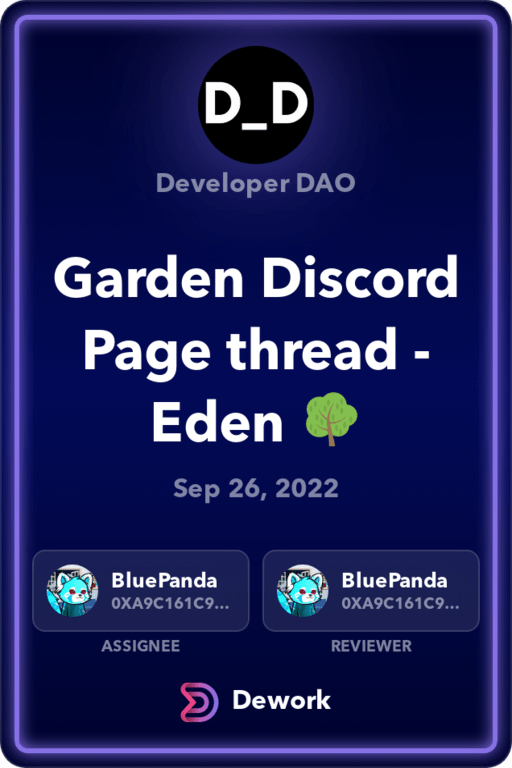 D_D
Developer DAO
Garden Discord
Page thread -
Eden 🌳
Sep 26, 2022
BluePanda
0XA9C161C9...
ASSIGNEE
BluePanda
0XA9C161C9...
REVIEWER
Dework